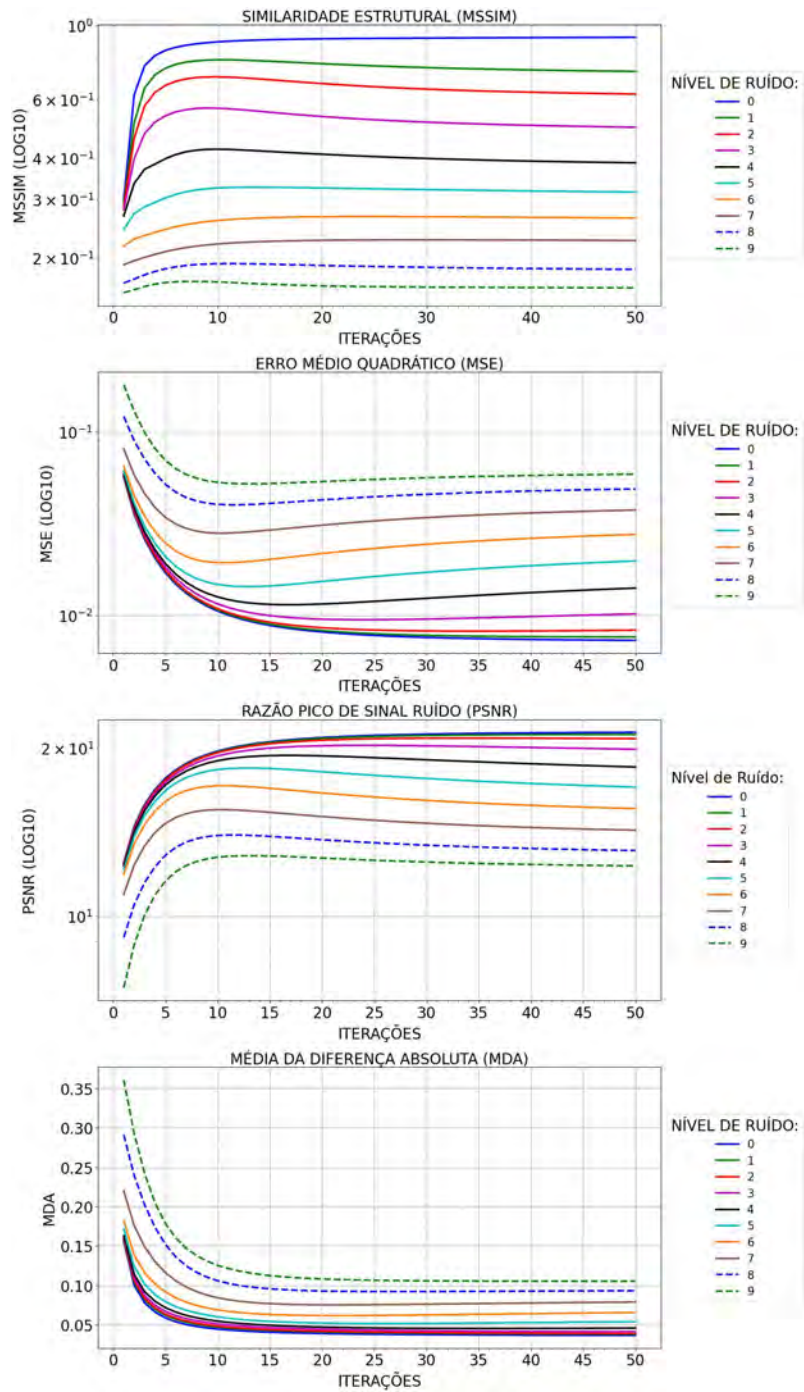 SIMILARIDADE ESTRUTURAL (MSSIM)
MSSIM (LOG10)
10⁰
6 × 10⁻¹
4 × 10⁻¹
3 × 10⁻¹
2 × 10⁻¹
0 10 20 30 40 50
ITERAÇÕES
NÍVEL DE RUÍDO:
0
1
2
3
4
5
6
7
8
9
ERRO MÉDIO QUADRÁTICO (MSE)
MSE (LOG10)
10⁻¹
10⁻²
0 5 10 15 20 25 30 35 40 45 50
ITERAÇÕES
NÍVEL DE RUÍDO:
0
1
2
3
4
5
6
7
8
9
RAZÃO PICO DE SINAL RUÍDO (PSNR)
PSNR (LOG10)
2 × 10¹
10¹
0 5 10 15 20 25 30 35 40 45 50
ITERAÇÕES
Nível de Ruído:
0
1
2
3
4
5
6
7
8
9
MÉDIA DA DIFERENÇA ABSOLUTA (MDA)
MDA
0.35
0.30
0.25
0.20
0.15
0.10
0.05
0 5 10 15 20 25 30 35 40 45 50
ITERAÇÕES
NÍVEL DE RUÍDO:
0
1
2
3
4
5
6
7
8
9